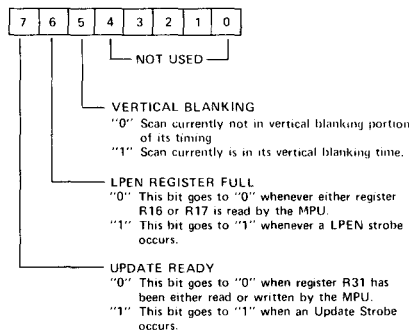 7 6 5 4 3 2 1 0
NOT USED
VERTICAL BLANKING
"0" Scan currently not in vertical blanking portion
of its timing
"1" Scan currently is in its vertical blanking time.
LPEN REGISTER FULL
"0" This bit goes to "0" whenever either register
R16 or R17 is read by the MPU.
"1" This bit goes to "1" whenever a LPEN strobe
occurs.
UPDATE READY
"0" This bit goes to "0" when register R31 has
been either read or written by the MPU.
"1" This bit goes to "1" when an Update Strobe
occurs.